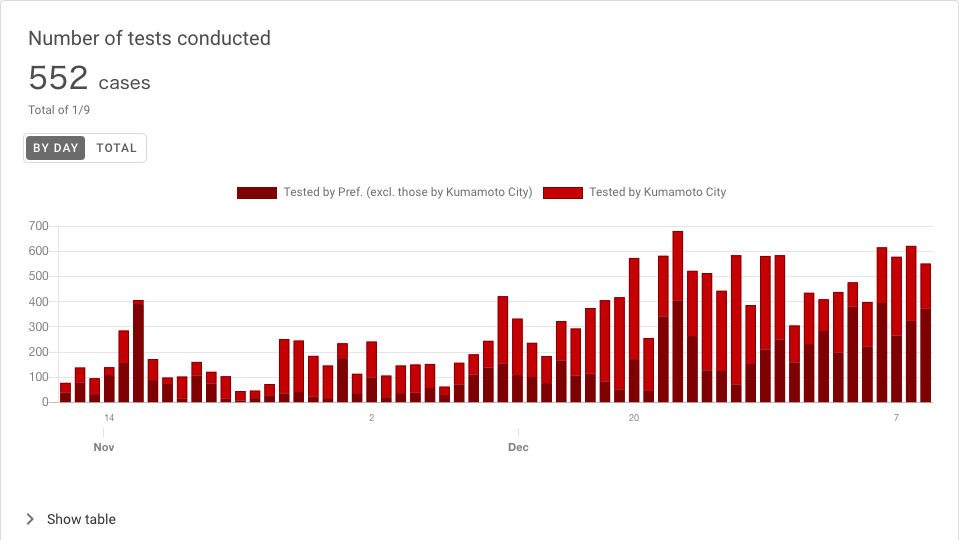 Number of tests conducted
552 cases
Total of 1/9
BY DAY TOTAL
Tested by Pref. (excl. those by Kumamoto City) Tested by Kumamoto City
700
600
500
400
300
200
100
0
14 2 20 7
Nov Dec
Show table